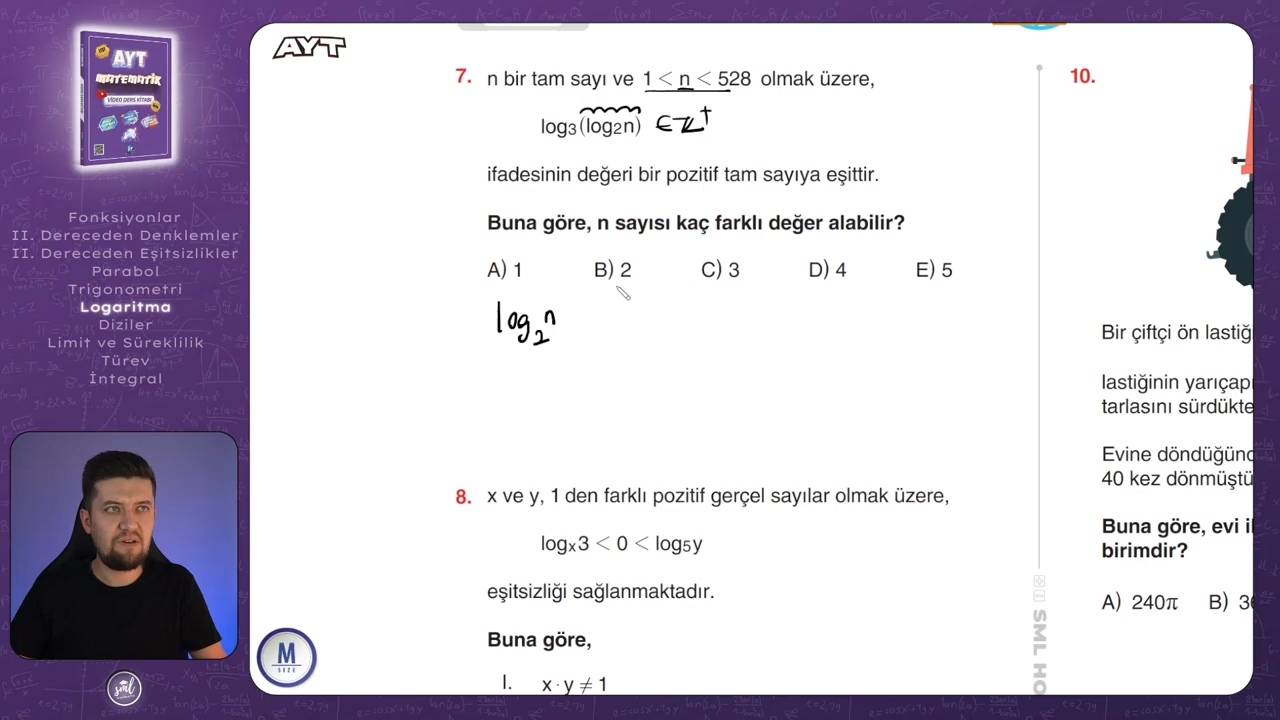 AYT
MATEMATİK
VİDEO DERS KİTABI
Fonksiyonlar
II. Dereceden Denklemler
II. Dereceden Eşitsizlikler
Parabol
Trigonometri
Logaritma
Diziler
Limit ve Süreklilik
Türev
İntegral
M
SIZE
sml
AYT
7. n bir tam sayı ve 1 < n < 528 olmak üzere,
log₃(log₂n) ∈ Z⁺
ifadesinin değeri bir pozitif tam sayıya eşittir.
Buna göre, n sayısı kaç farklı değer alabilir?
A) 1 B) 2 C) 3 D) 4 E) 5
log₂n
8. x ve y, 1 den farklı pozitif gerçel sayılar olmak üzere,
logₓ3 < 0 < log₅y
eşitsizliği sağlanmaktadır.
Buna göre,
I. x · y ≠ 1
SML HO
10.
Bir çiftçi ön lastiğ
lastiğinin yarıçap
tarlasını sürdükte
Evine döndüğünd
40 kez dönmüştü
Buna göre, evi il
birimdir?
A) 240π B) 3